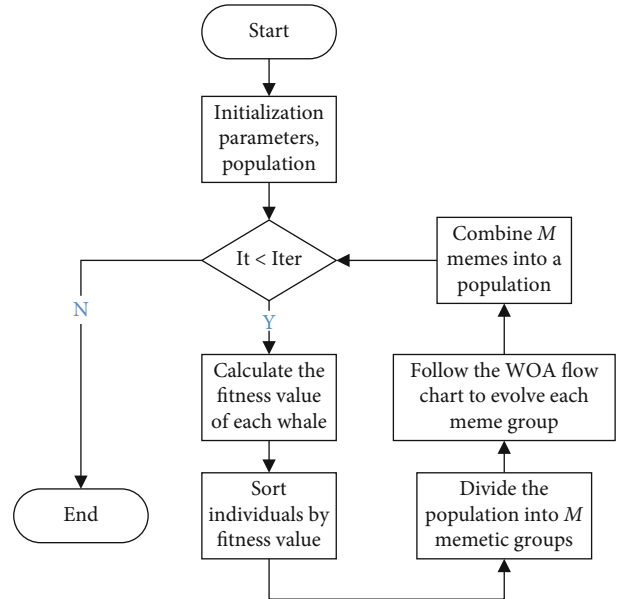 Start
Initialization
parameters,
population
It < Iter
N
Y
Calculate the
fitness value
of each whale
Sort
individuals by
fitness value
Divide the
population into M
memetic groups
Follow the WOA flow
chart to evolve each
meme group
Combine M
memes into a
population
End